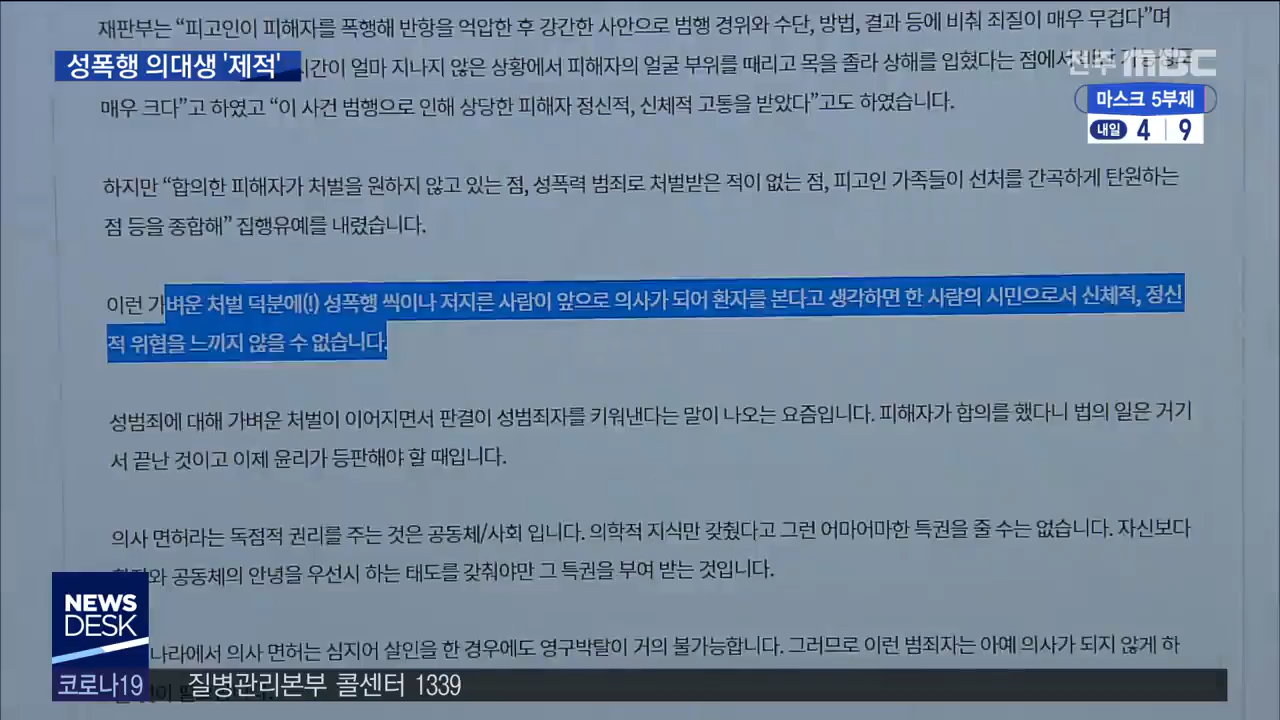 재판부는 “피고인이 피해자를 폭행해 반항을 억압한 후 강간한 사안으로 범행 경위와 수단, 방법, 결과 등에 비춰 죄질이 매우 무겁다”며
성폭행 의대생 '제적'
시간이 얼마 지나지 않은 상황에서 피해자의 얼굴 부위를 때리고 목을 졸라 상해를 입혔다는 점에서
전주 MBC
매우 크다”고 하였고 “이 사건 범행으로 인해 상당한 피해자 정신적, 신체적 고통을 받았다”고도 하였습니다.
마스크 5부제
내일 4 9
하지만 “합의한 피해자가 처벌을 원하지 않고 있는 점, 성폭력 범죄로 처벌받은 적이 없는 점, 피고인 가족들이 선처를 간곡하게 탄원하는
점 등을 종합해” 집행유예를 내렸습니다.
이런 가벼운 처벌 덕분에(!) 성폭행 씩이나 저지른 사람이 앞으로 의사가 되어 환자를 본다고 생각하면 한 사람의 시민으로서 신체적, 정신
적 위협을 느끼지 않을 수 없습니다.
성범죄에 대해 가벼운 처벌이 이어지면서 판결이 성범죄자를 키워낸다는 말이 나오는 요즘입니다. 피해자가 합의를 했다니 법의 일은 거기
서 끝난 것이고 이제 윤리가 등판해야 할 때입니다.
의사 면허라는 독점적 권리를 주는 것은 공동체/사회 입니다. 의학적 지식만 갖췄다고 그런 어마어마한 특권을 줄 수는 없습니다. 자신보다
공동체의 안녕을 우선시 하는 태도를 갖춰야만 그 특권을 부여 받는 것입니다.
NEWS
DESK
나라에서 의사 면허는 심지어 살인을 한 경우에도 영구박탈이 거의 불가능합니다. 그러므로 이런 범죄자는 아예 의사가 되지 않게 하
코로나19 질병관리본부 콜센터 1339